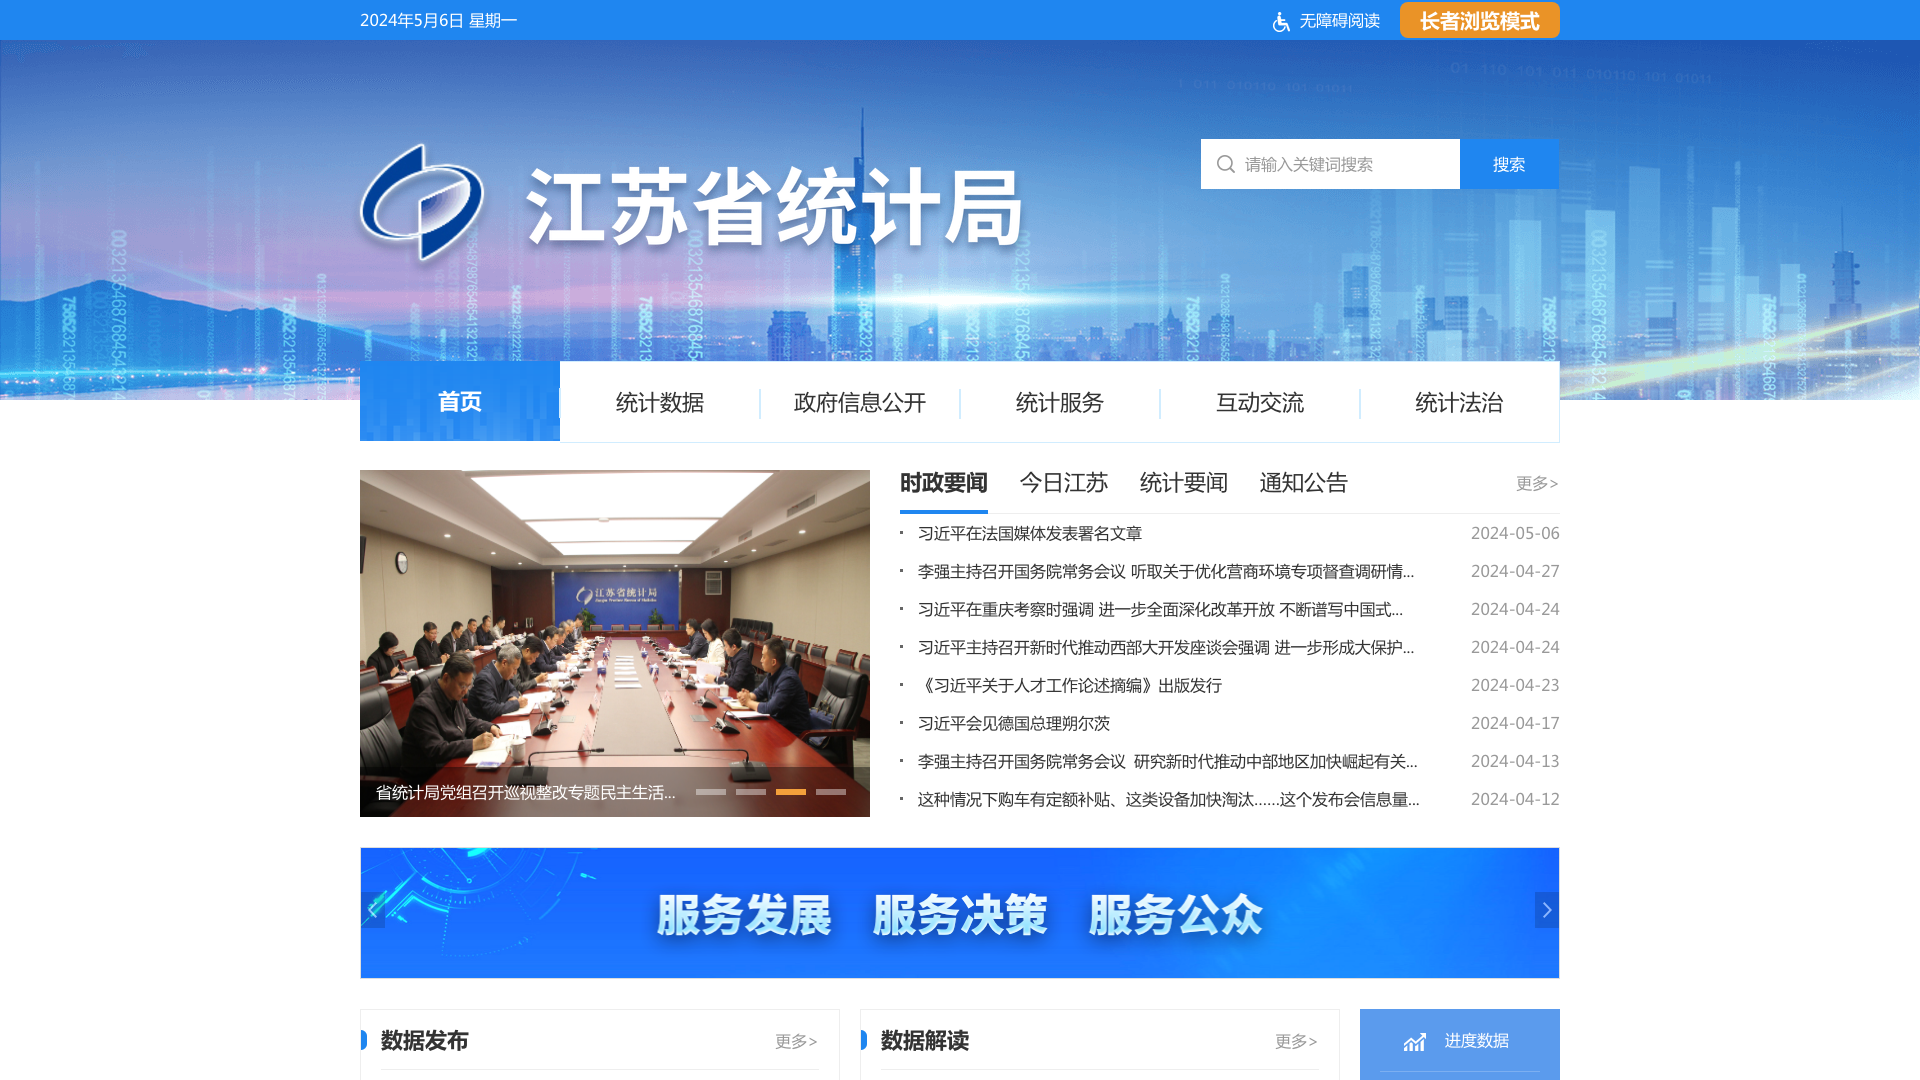 2024年5月6日 星期一
无障碍阅读
长者浏览模式
江苏省统计局
请输入关键词搜索
搜索
首页
统计数据
政府信息公开
统计服务
互动交流
统计法治
时政要闻
今日江苏
统计要闻
通知公告
更多>
习近平在法国媒体发表署名文章 2024-05-06
李强主持召开国务院常务会议 听取关于优化营商环境专项督查调研情... 2024-04-27
习近平在重庆考察时强调 进一步全面深化改革开放 不断谱写中国式... 2024-04-24
习近平主持召开新时代推动西部大开发座谈会强调 进一步形成大保护... 2024-04-24
《习近平关于人才工作论述摘编》出版发行 2024-04-23
习近平会见德国总理朔尔茨 2024-04-17
李强主持召开国务院常务会议 研究新时代推动中部地区加快崛起有关... 2024-04-13
这种情况下购车有定额补贴、这类设备加快淘汰……这个发布会信息量... 2024-04-12
江苏省统计局
省统计局党组召开巡视整改专题民主生活...
服务发展 服务决策 服务公众
数据发布
更多>
数据解读
更多>
进度数据